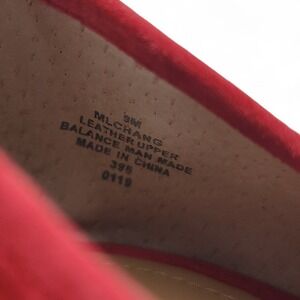 9M
MLCHANG
LEATHER UPPER
BALANCE MAN MADE
MADE IN CHINA
395
0119